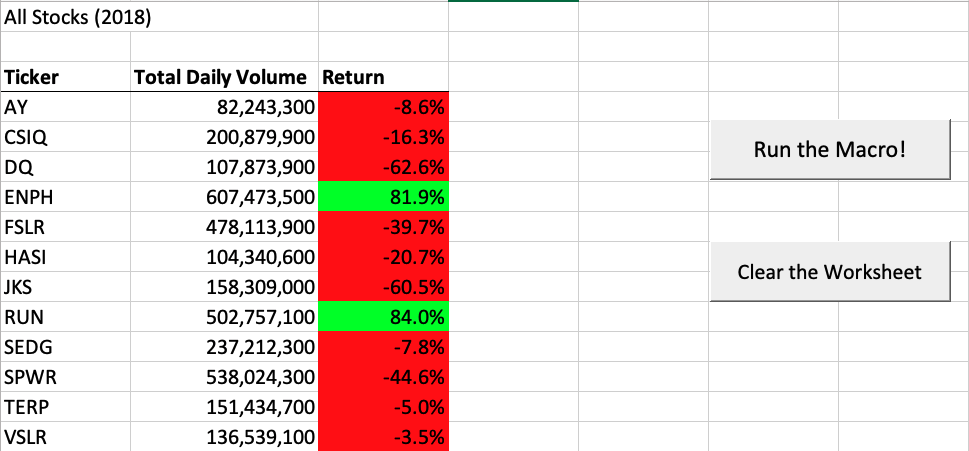 All Stocks (2018)
Ticker Total Daily Volume Return
AY 82,243,300 -8.6%
CSIQ 200,879,900 -16.3%
Run the Macro!
DQ 107,873,900 -62.6%
ENPH 607,473,500 81.9%
FSLR 478,113,900 -39.7%
HASI 104,340,600 -20.7%
Clear the Worksheet
JKS 158,309,000 -60.5%
RUN 502,757,100 84.0%
SEDG 237,212,300 -7.8%
SPWR 538,024,300 -44.6%
TERP 151,434,700 -5.0%
VSLR 136,539,100 -3.5%